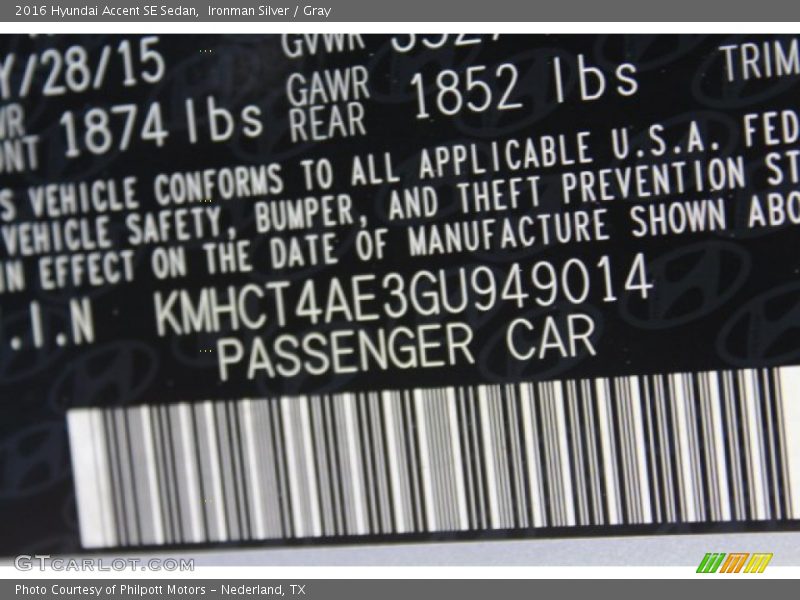 2016 Hyundai Accent SE Sedan, Ironman Silver / Gray
/28/15
GVWR
GAWR REAR 1852 lbs
TRIM
1874 lbs
VEHICLE CONFORMS TO ALL APPLICABLE U.S.A. FED
VEHICLE SAFETY, BUMPER, AND THEFT PREVENTION ST
IN EFFECT ON THE DATE OF MANUFACTURE SHOWN ABO
.I.N KMHCT4AE3GU949014
PASSENGER CAR
GTCARLOT.COM
Photo Courtesy of Philpott Motors - Nederland, TX